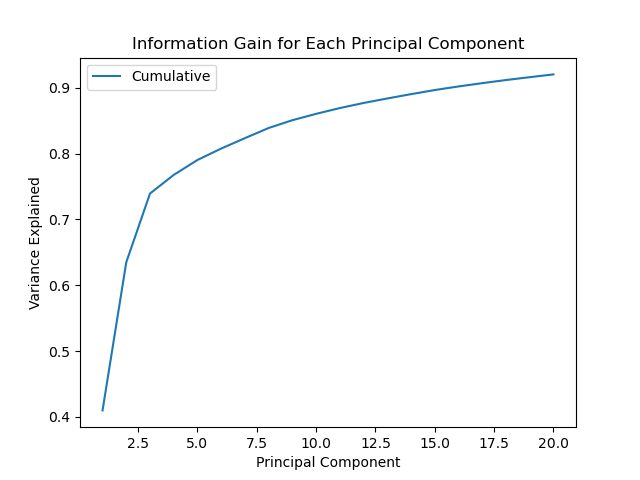 Information Gain for Each Principal Component
Cumulative
Variance Explained
0.9
0.8
0.7
0.6
0.5
0.4
2.5 5.0 7.5 10.0 12.5 15.0 17.5 20.0
Principal Component